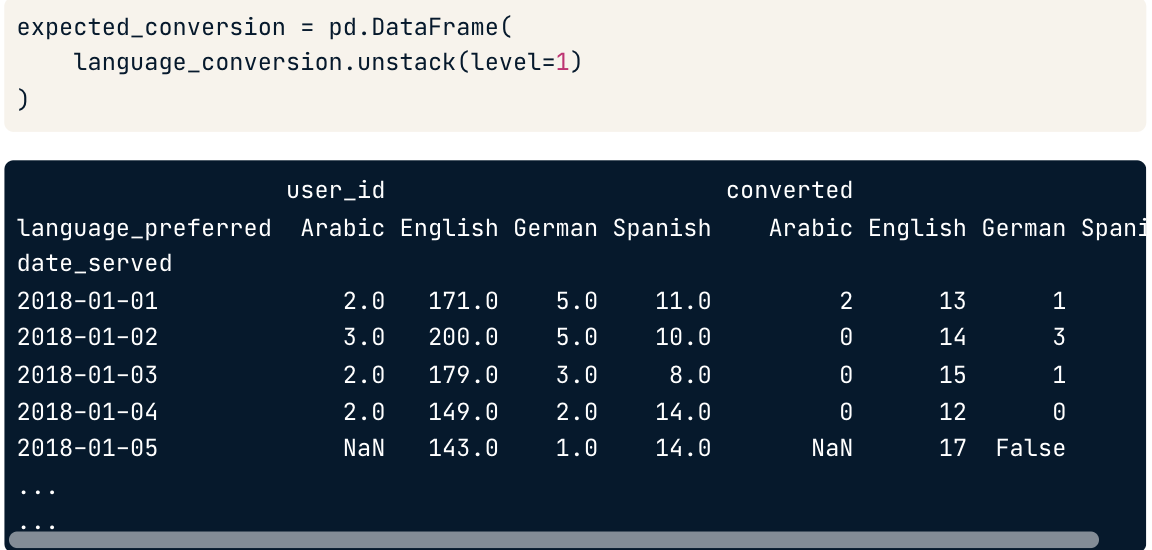 expected_conversion = pd.DataFrame(
    language_conversion.unstack(level=1)
)
                   user_id                          converted
language_preferred  Arabic English German Spanish    Arabic English German Spani
date_served
2018-01-01             2.0   171.0    5.0    11.0         2      13      1
2018-01-02             3.0   200.0    5.0    10.0         0      14      3
2018-01-03             2.0   179.0    3.0     8.0         0      15      1
2018-01-04             2.0   149.0    2.0    14.0         0      12      0
2018-01-05             NaN   143.0    1.0    14.0       NaN      17  False
...
...